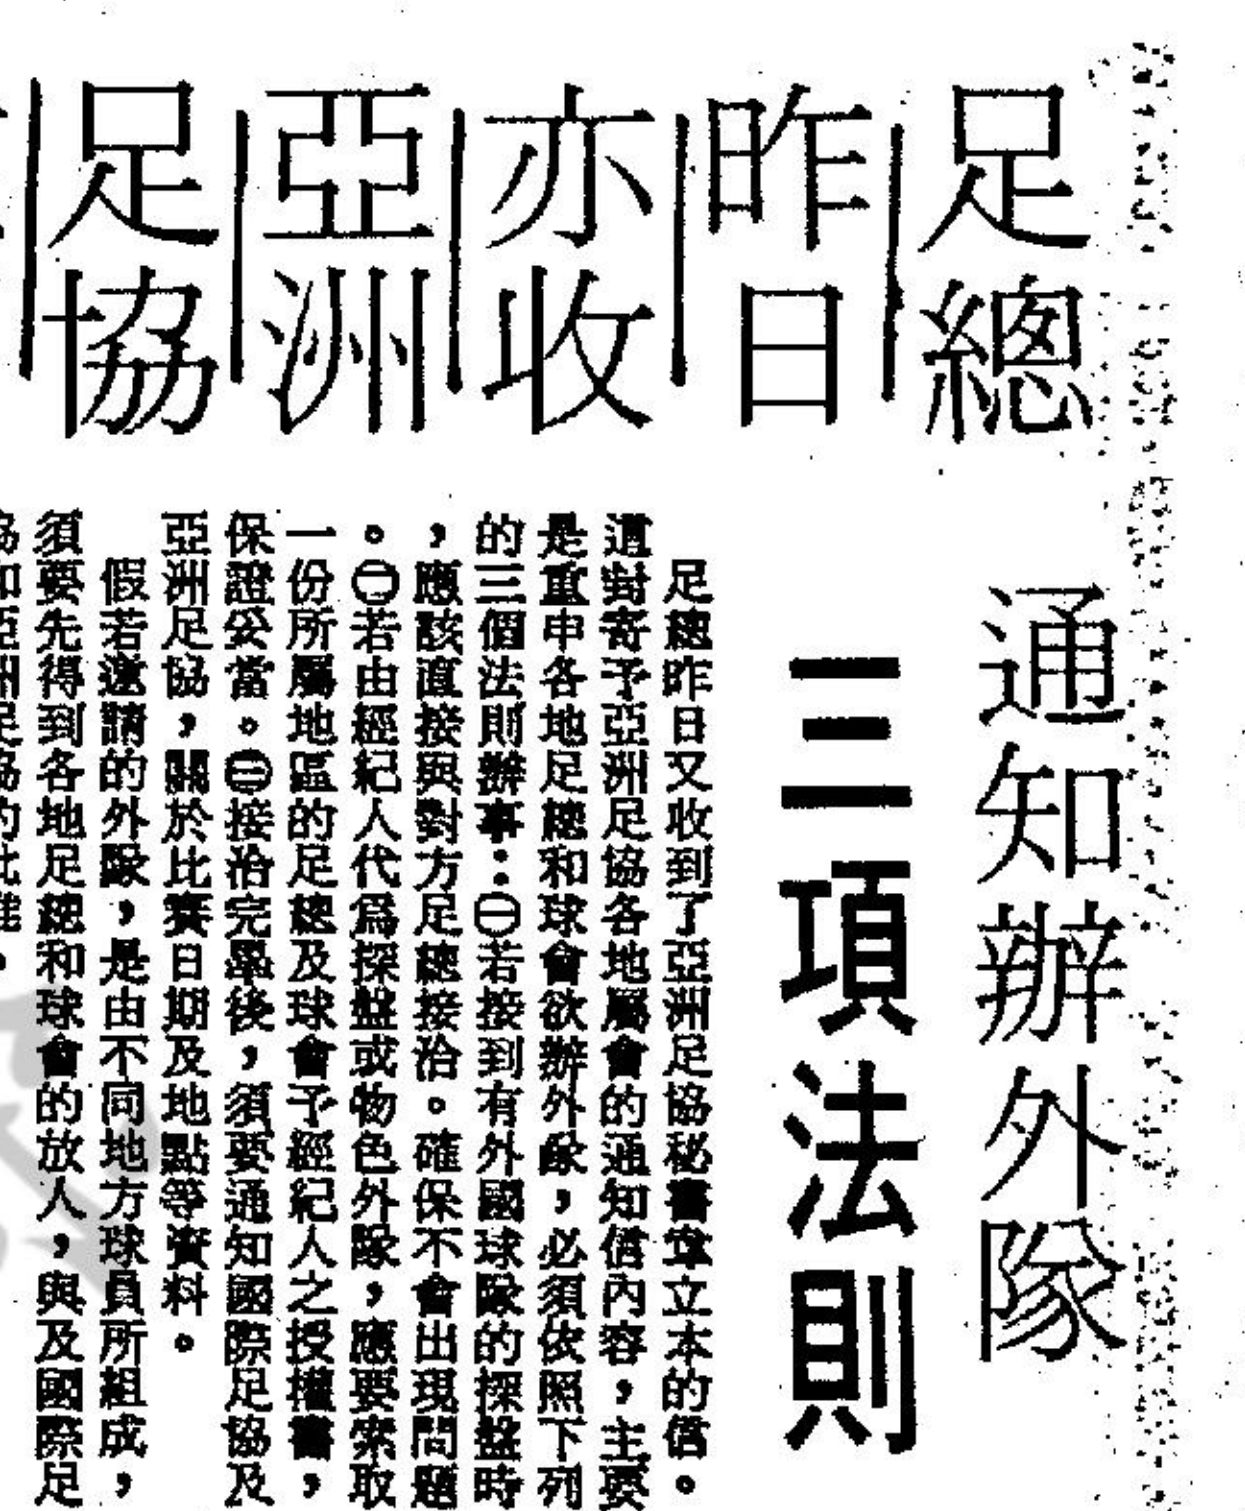 足總
昨日
亦收
亞洲
足協
通知辦外隊
三項法則
足總昨日又收到了亞洲足協秘書韋立本的信。
這封寄予亞洲足協各地屬會的通知信內容，主要
是重申各地足總和球會欲辦外隊，必須依照下列
的三個法則辦事：㊀若接到有外國球隊的探盤時
，應該直接與對方足總接洽。確保不會出現問題
。㊁若由經紀人代為探盤或物色外隊，應要索取
一份所屬地區的足總及球會予經紀人之授權書，
保證妥當。㊂接洽完畢後，須要通知國際足協及
亞洲足協，關於比賽日期及地點等資料。
假若邀請的外隊，是由不同地方球員所組成，
須要先得到各地足總和球會的放人，與及國際足
協和亞洲足協的批准。